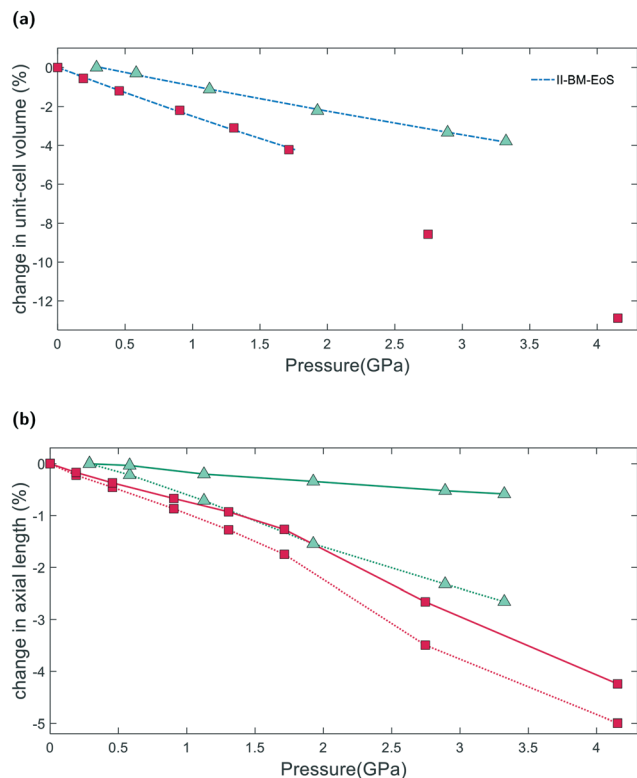 (a)
0
-2
-4
-6
-8
-10
-12
change in unit-cell volume (%)
II-BM-EoS
0 0.5 1 1.5 2 2.5 3 3.5 4
Pressure(GPa)
(b)
0
-1
-2
-3
-4
-5
change in axial length (%)
0 0.5 1 1.5 2 2.5 3 3.5 4
Pressure(GPa)